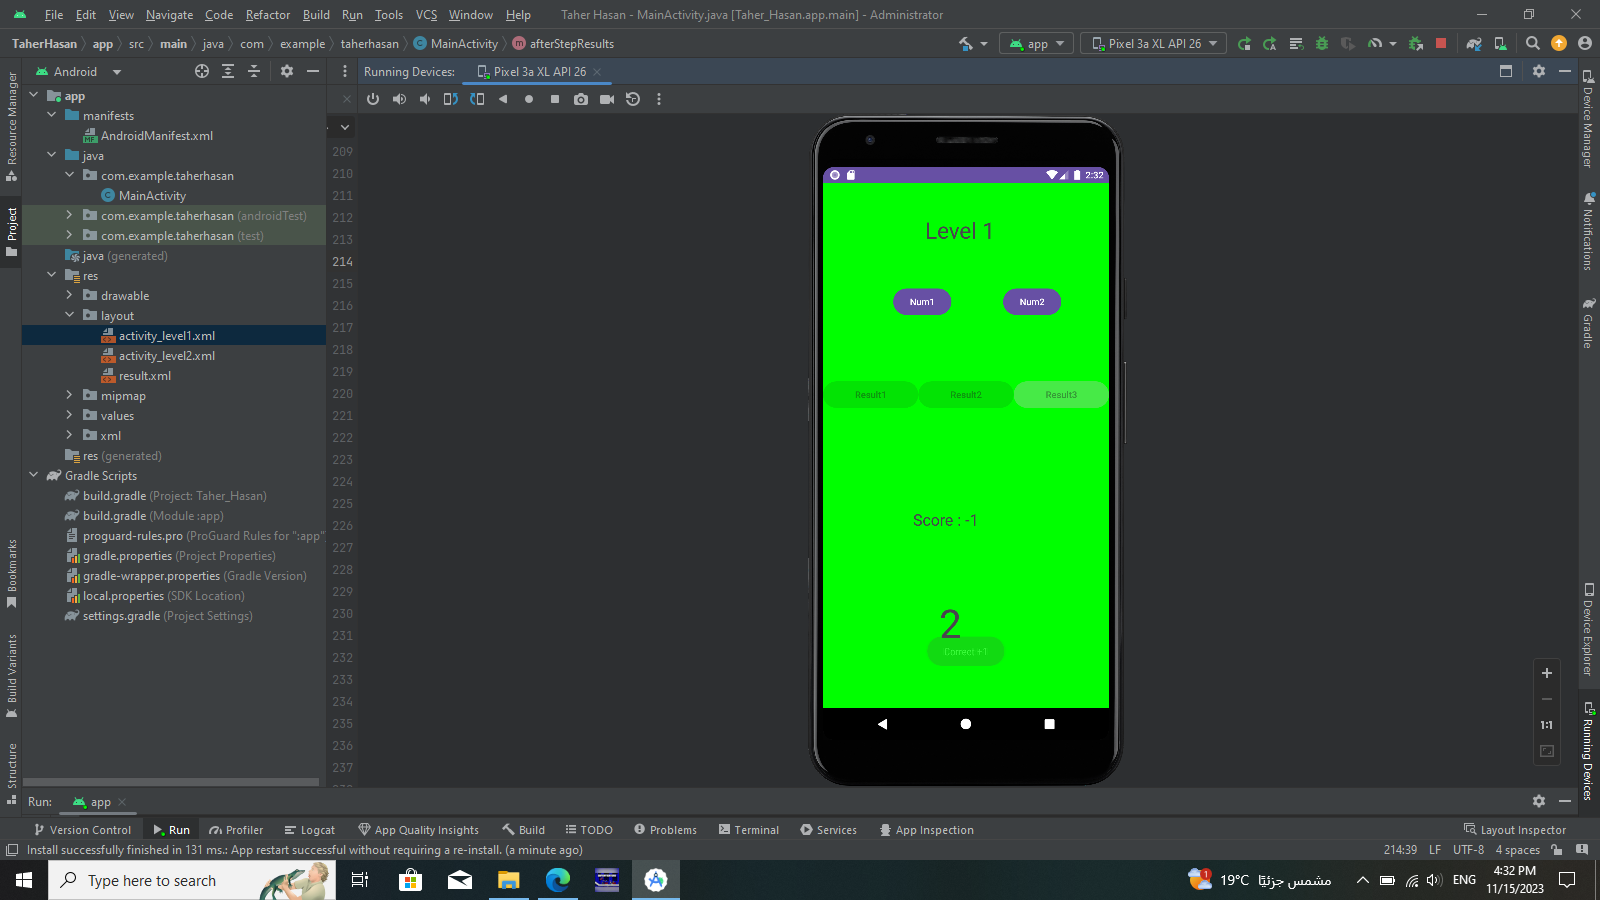 File Edit View Navigate Code Refactor Build Run Tools VCS Window Help Taher Hasan - MainActivity.java [Taher_Hasan.app.main] - Administrator
TaherHasan app src main java com example taherhasan MainActivity afterStepResults app Pixel 3a XL API 26
Android Running Devices: Pixel 3a XL API 26
Resource Manager
Project
Bookmarks
Build Variants
Structure
app
manifests
AndroidManifest.xml
java
com.example.taherhasan
MainActivity
com.example.taherhasan (androidTest)
com.example.taherhasan (test)
java (generated)
res
drawable
layout
activity_level1.xml
activity_level2.xml
result.xml
mipmap
values
xml
res (generated)
Gradle Scripts
build.gradle (Project: Taher_Hasan)
build.gradle (Module :app)
proguard-rules.pro (ProGuard Rules for ":app"
gradle.properties (Project Properties)
gradle-wrapper.properties (Gradle Version)
local.properties (SDK Location)
settings.gradle (Project Settings)
209
210
211
212
213
214
215
216
217
218
219
220
221
222
223
224
225
226
227
228
229
230
231
232
233
234
235
236
237
2:32
Level 1
Num1 Num2
Result1 Result2 Result3
Score : -1
2
Correct +1
1:1
Device Manager
Notifications
Gradle
Device Explorer
Running Devices
Run: app
Version Control Run Profiler Logcat App Quality Insights Build TODO Problems Terminal Services App Inspection Layout Inspector
Install successfully finished in 131 ms.: App restart successful without requiring a re-install. (a minute ago) 214:39 LF UTF-8 4 spaces
Type here to search 1 19°C مشمس جزئيًا ENG 4:32 PM
11/15/2023